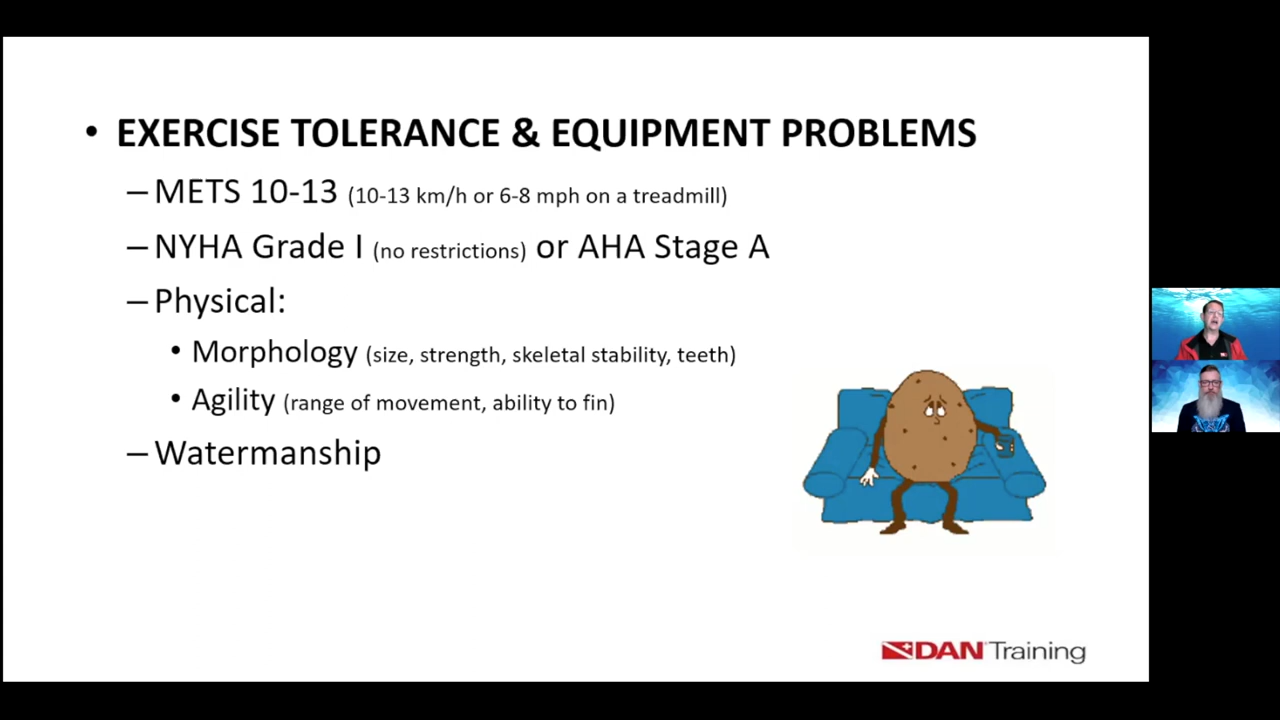 • EXERCISE TOLERANCE & EQUIPMENT PROBLEMS
– METS 10-13 (10-13 km/h or 6-8 mph on a treadmill)
– NYHA Grade I (no restrictions) or AHA Stage A
– Physical:
• Morphology (size, strength, skeletal stability, teeth)
• Agility (range of movement, ability to fin)
– Watermanship
DAN Training